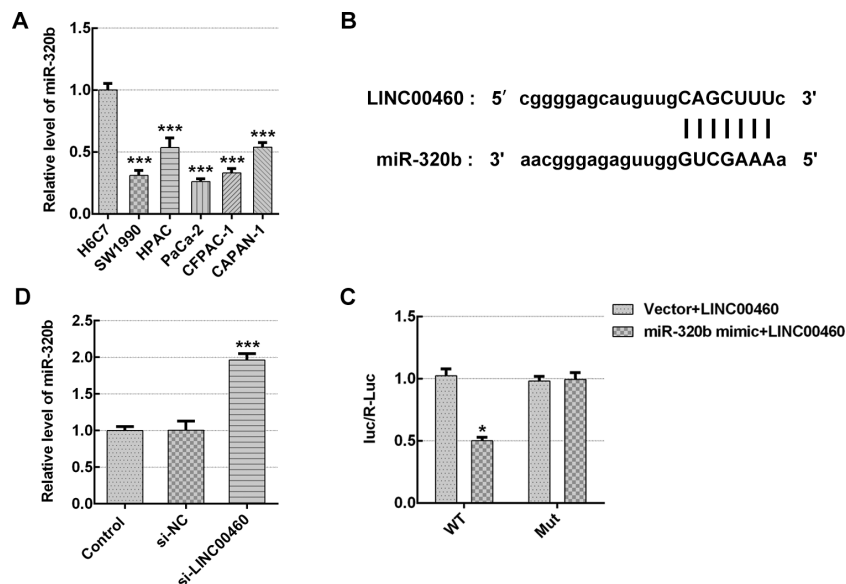 A
Relative level of miR-320b
1.5
1.0
0.5
0.0
***
***
***
***
***
H6C7
SW1990
HPAC
PaCa-2
CFPAC-1
CAPAN-1
B
LINC00460 : 5′ cggggagcauguugCAGCUUUc 3'
miR-320b : 3' aacgggagaguuggGUCGAAAa 5'
D
Relative level of miR-320b
2.5
2.0
1.5
1.0
0.5
0.0
***
Control
si-NC
si-LINC00460
C
luc/R-Luc
1.5
1.0
0.5
0.0
*
WT
Mut
Vector+LINC00460
miR-320b mimic+LINC00460